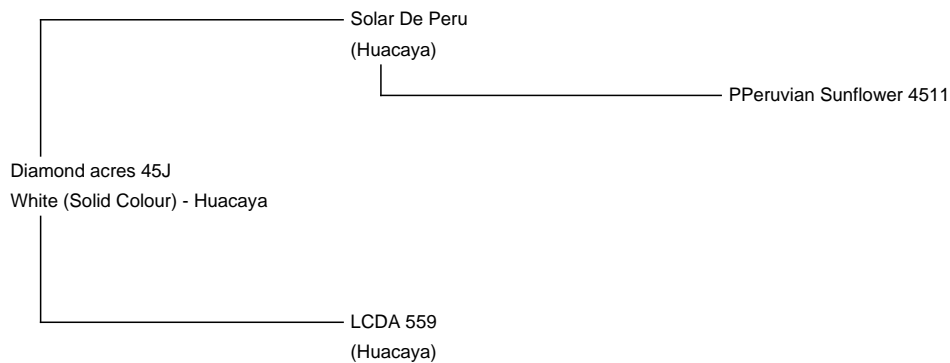 Solar De Peru
(Huacaya)
PPeruvian Sunflower 4511
Diamond acres 45J
White (Solid Colour) - Huacaya
LCDA 559
(Huacaya)